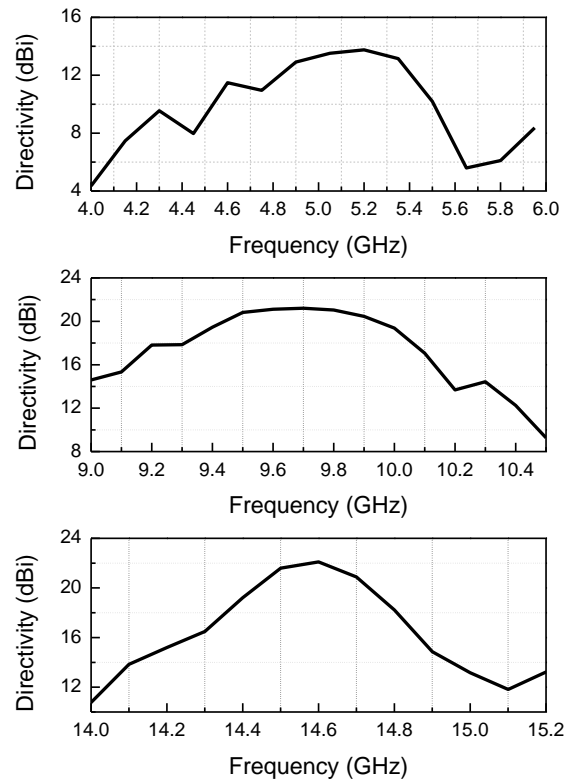 16
12
8
4
Directivity (dBi)
4.0 4.2 4.4 4.6 4.8 5.0 5.2 5.4 5.6 5.8 6.0
Frequency (GHz)
24
20
16
12
8
Directivity (dBi)
9.0 9.2 9.4 9.6 9.8 10.0 10.2 10.4
Frequency (GHz)
24
20
16
12
Directivity (dBi)
14.0 14.2 14.4 14.6 14.8 15.0 15.2
Frequency (GHz)